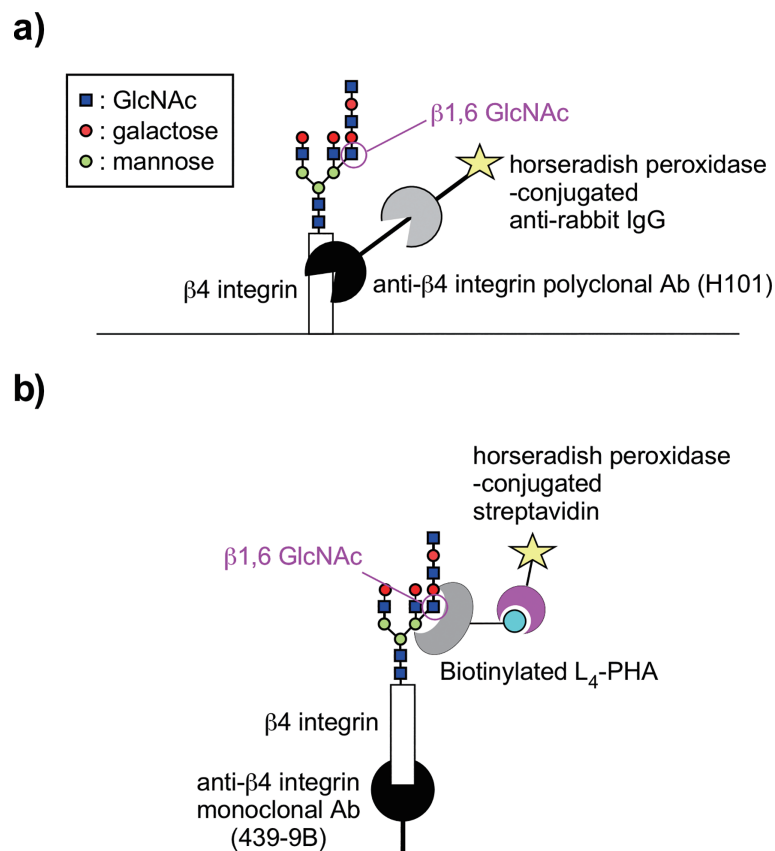 a)
: GlcNAc
: galactose
: mannose
β1,6 GlcNAc
horseradish peroxidase
-conjugated
anti-rabbit IgG
β4 integrin
anti-β4 integrin polyclonal Ab (H101)
b)
horseradish peroxidase
-conjugated
streptavidin
β1,6 GlcNAc
Biotinylated L4-PHA
β4 integrin
anti-β4 integrin
monoclonal Ab
(439-9B)